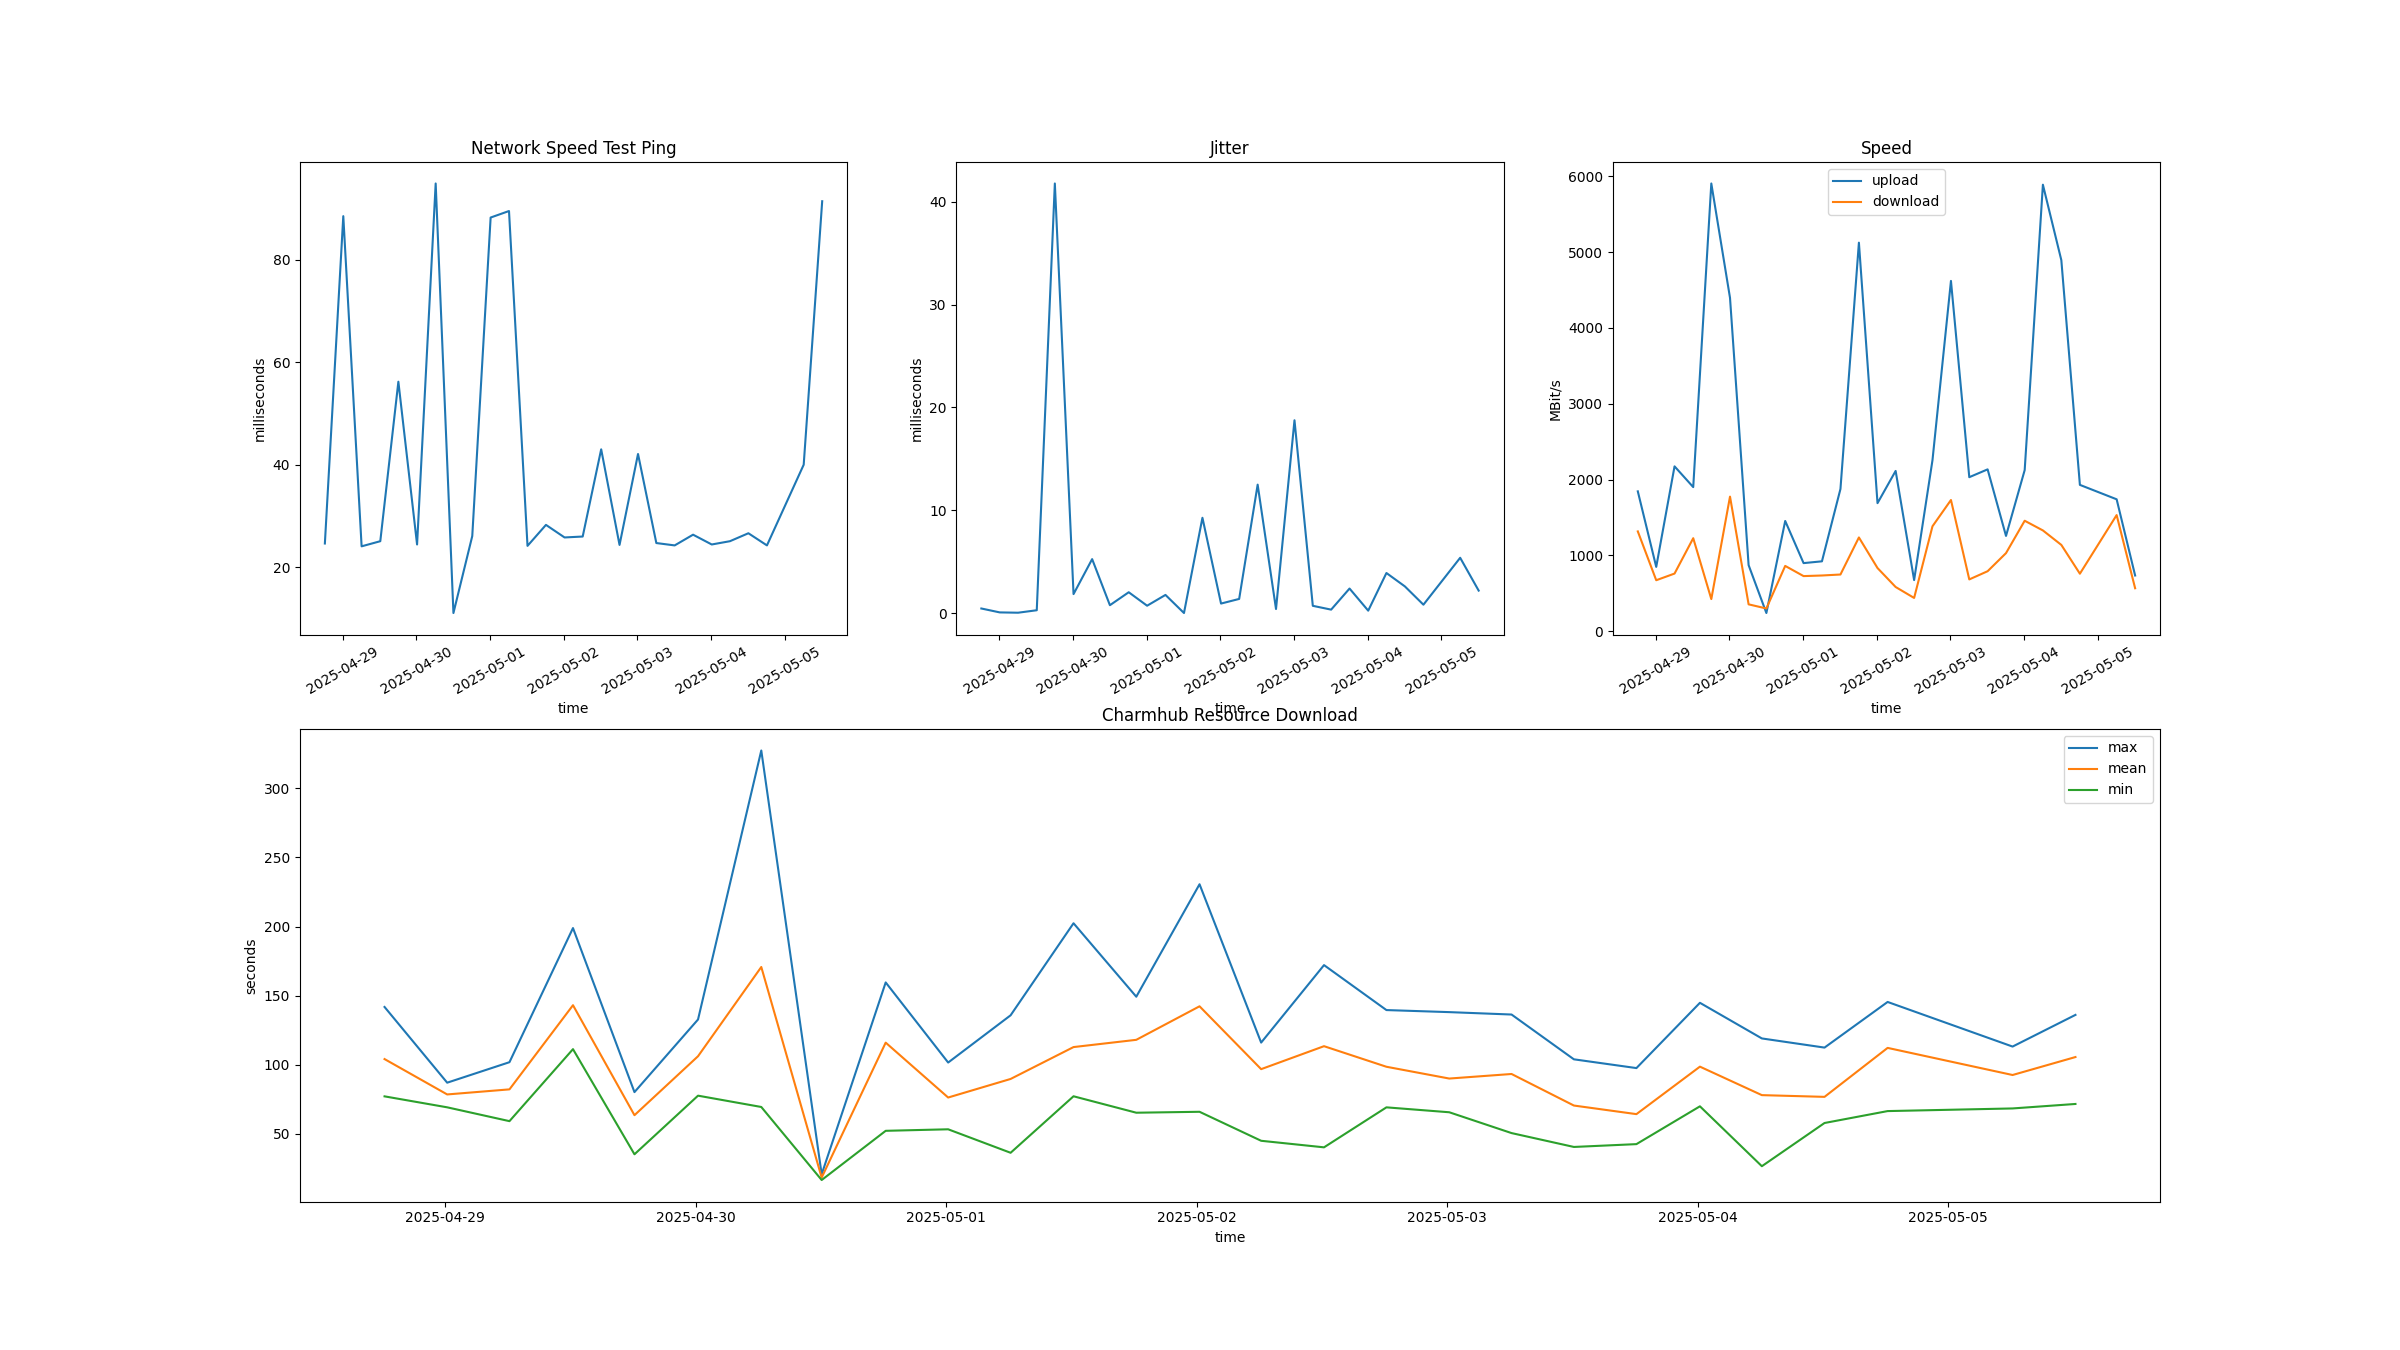 Network Speed Test Ping
milliseconds
80
60
40
20
2025-04-29
2025-04-30
2025-05-01
2025-05-02
2025-05-03
2025-05-04
2025-05-05
time
Jitter
milliseconds
40
30
20
10
0
2025-04-29
2025-04-30
2025-05-01
2025-05-02
2025-05-03
2025-05-04
2025-05-05
time
Speed
upload
download
MBit/s
6000
5000
4000
3000
2000
1000
0
2025-04-29
2025-04-30
2025-05-01
2025-05-02
2025-05-03
2025-05-04
2025-05-05
time
Charmhub Resource Download
max
mean
min
seconds
300
250
200
150
100
50
2025-04-29
2025-04-30
2025-05-01
2025-05-02
2025-05-03
2025-05-04
2025-05-05
time